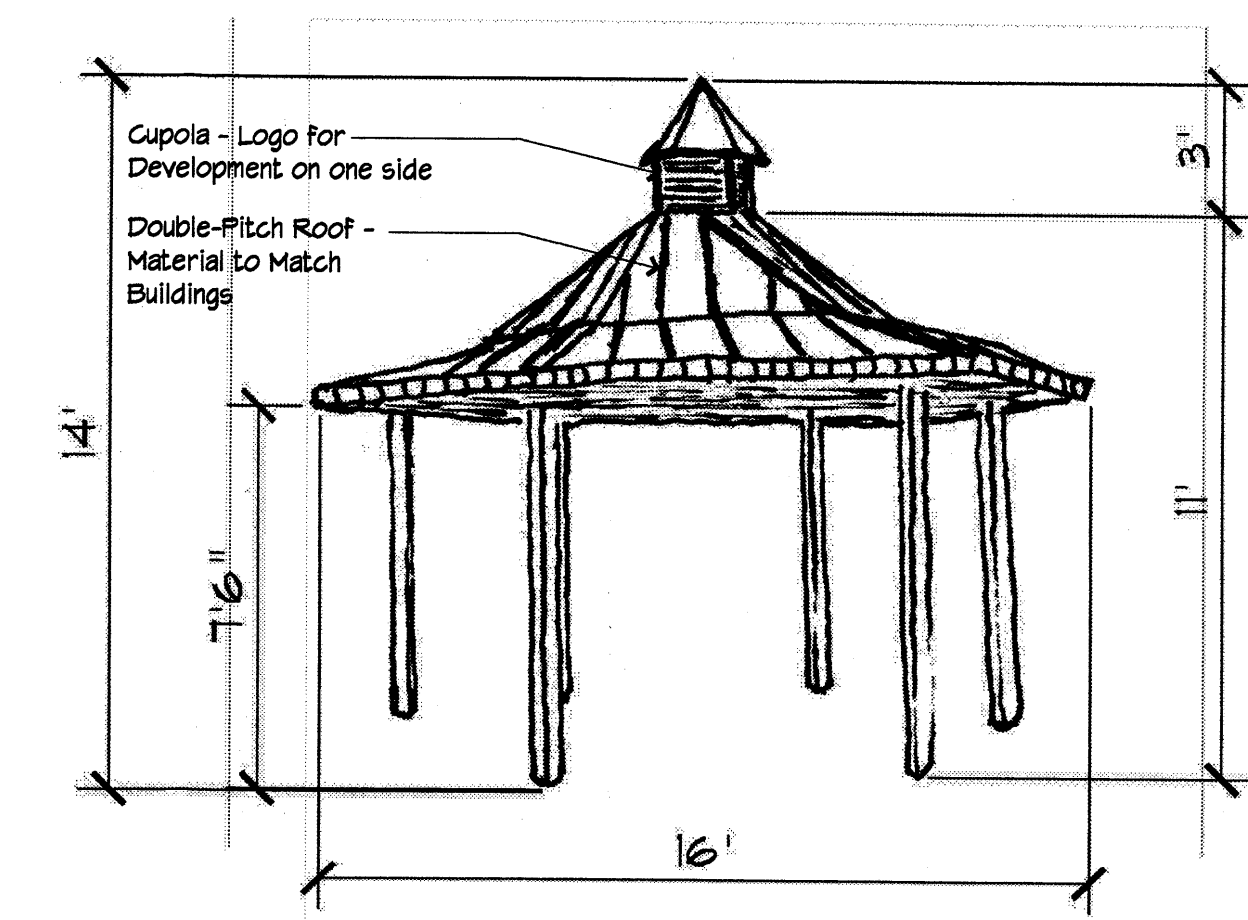 Cupola - Logo for
Development on one side
Double-Pitch Roof -
Material to Match
Buildings
3'
14'
11'
7'6"
16'